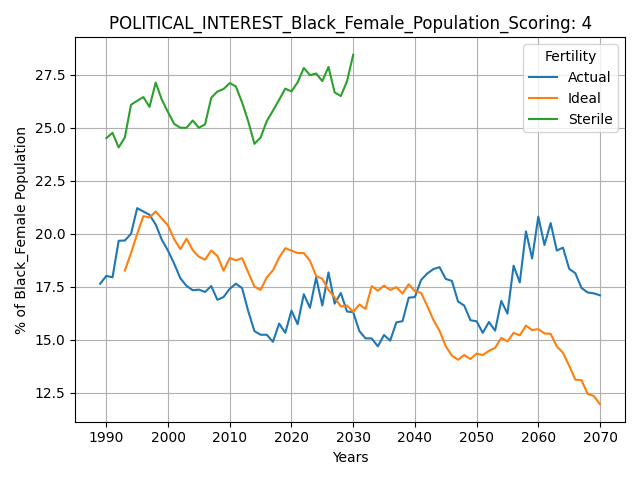 POLITICAL_INTEREST_Black_Female_Population_Scoring: 4
Fertility
Actual
Ideal
Sterile
% of Black_Female Population
27.5
25.0
22.5
20.0
17.5
15.0
12.5
1990 2000 2010 2020 2030 2040 2050 2060 2070
Years